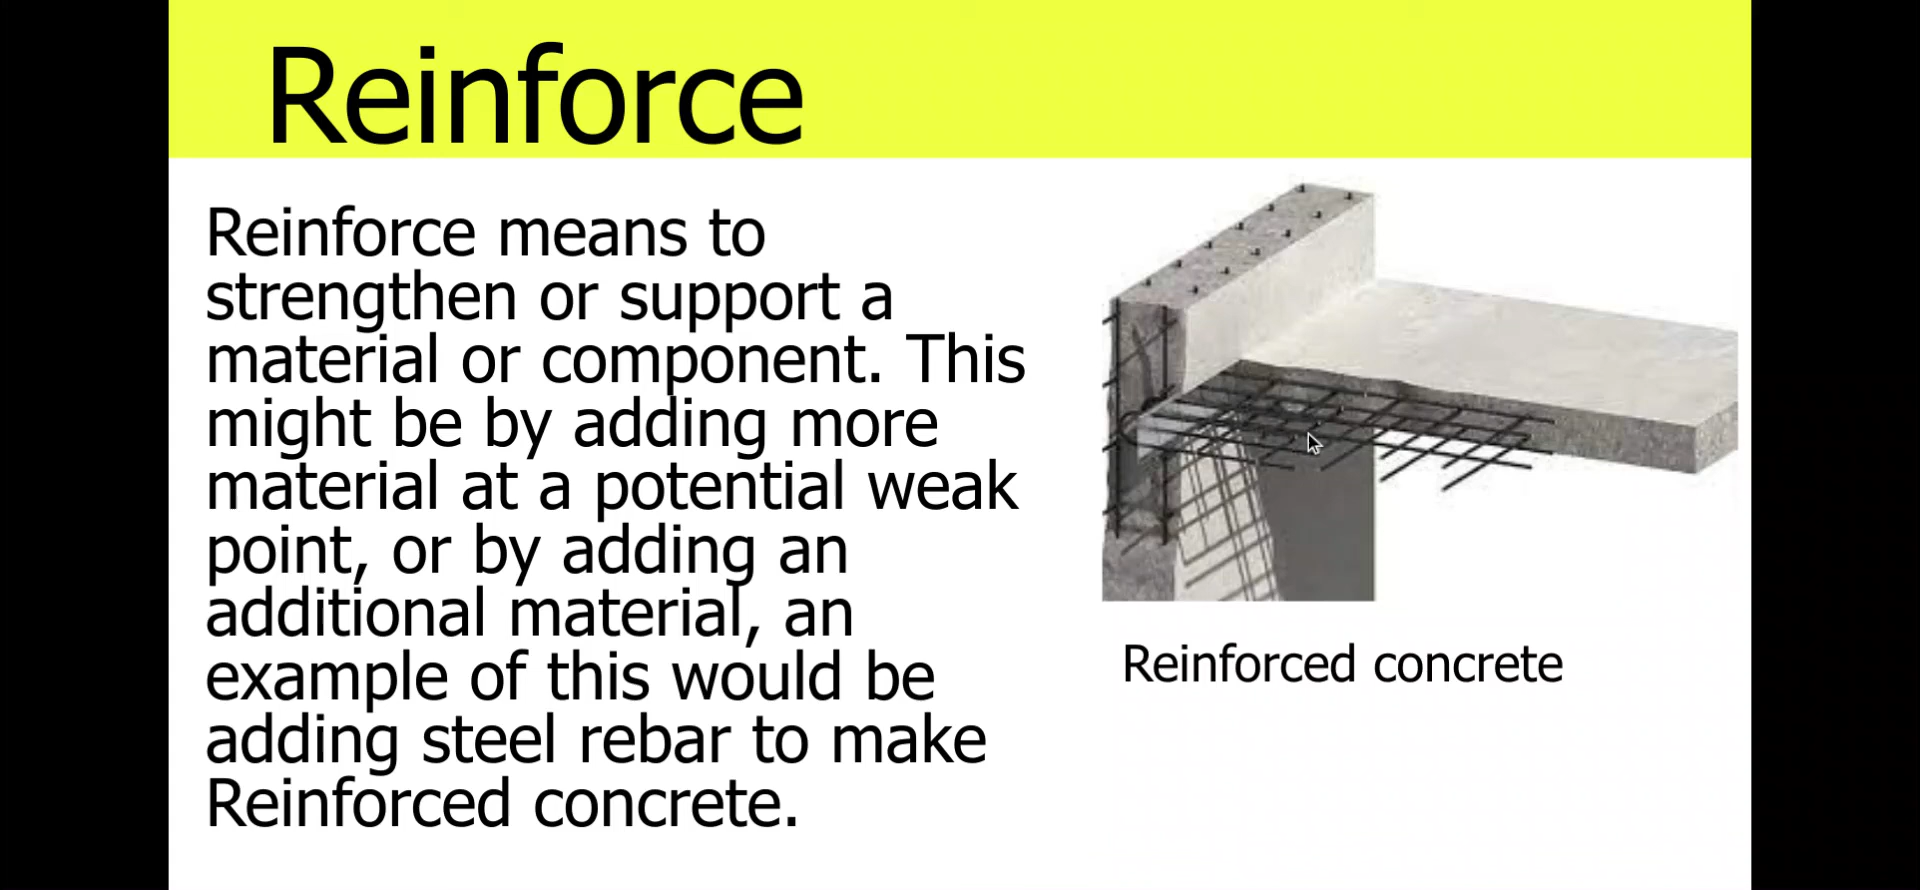 Reinforce
Reinforce means to
strengthen or support a
material or component. This
might be by adding more
material at a potential weak
point, or by adding an
additional material, an
example of this would be
adding steel rebar to make
Reinforced concrete.
Reinforced concrete